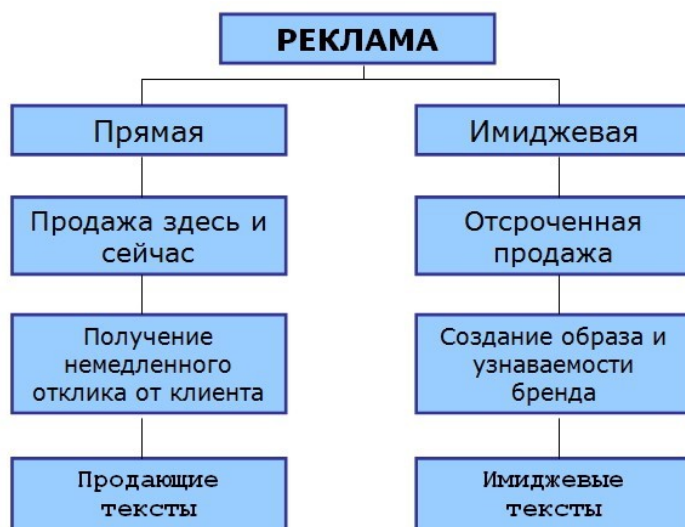 РЕКЛАМА
Прямая
Продажа здесь и
сейчас
Получение
немедленного
отклика от клиента
Продающие
тексты
Имиджевая
Отсроченная
продажа
Создание образа и
узнаваемости
бренда
Имиджевые
тексты